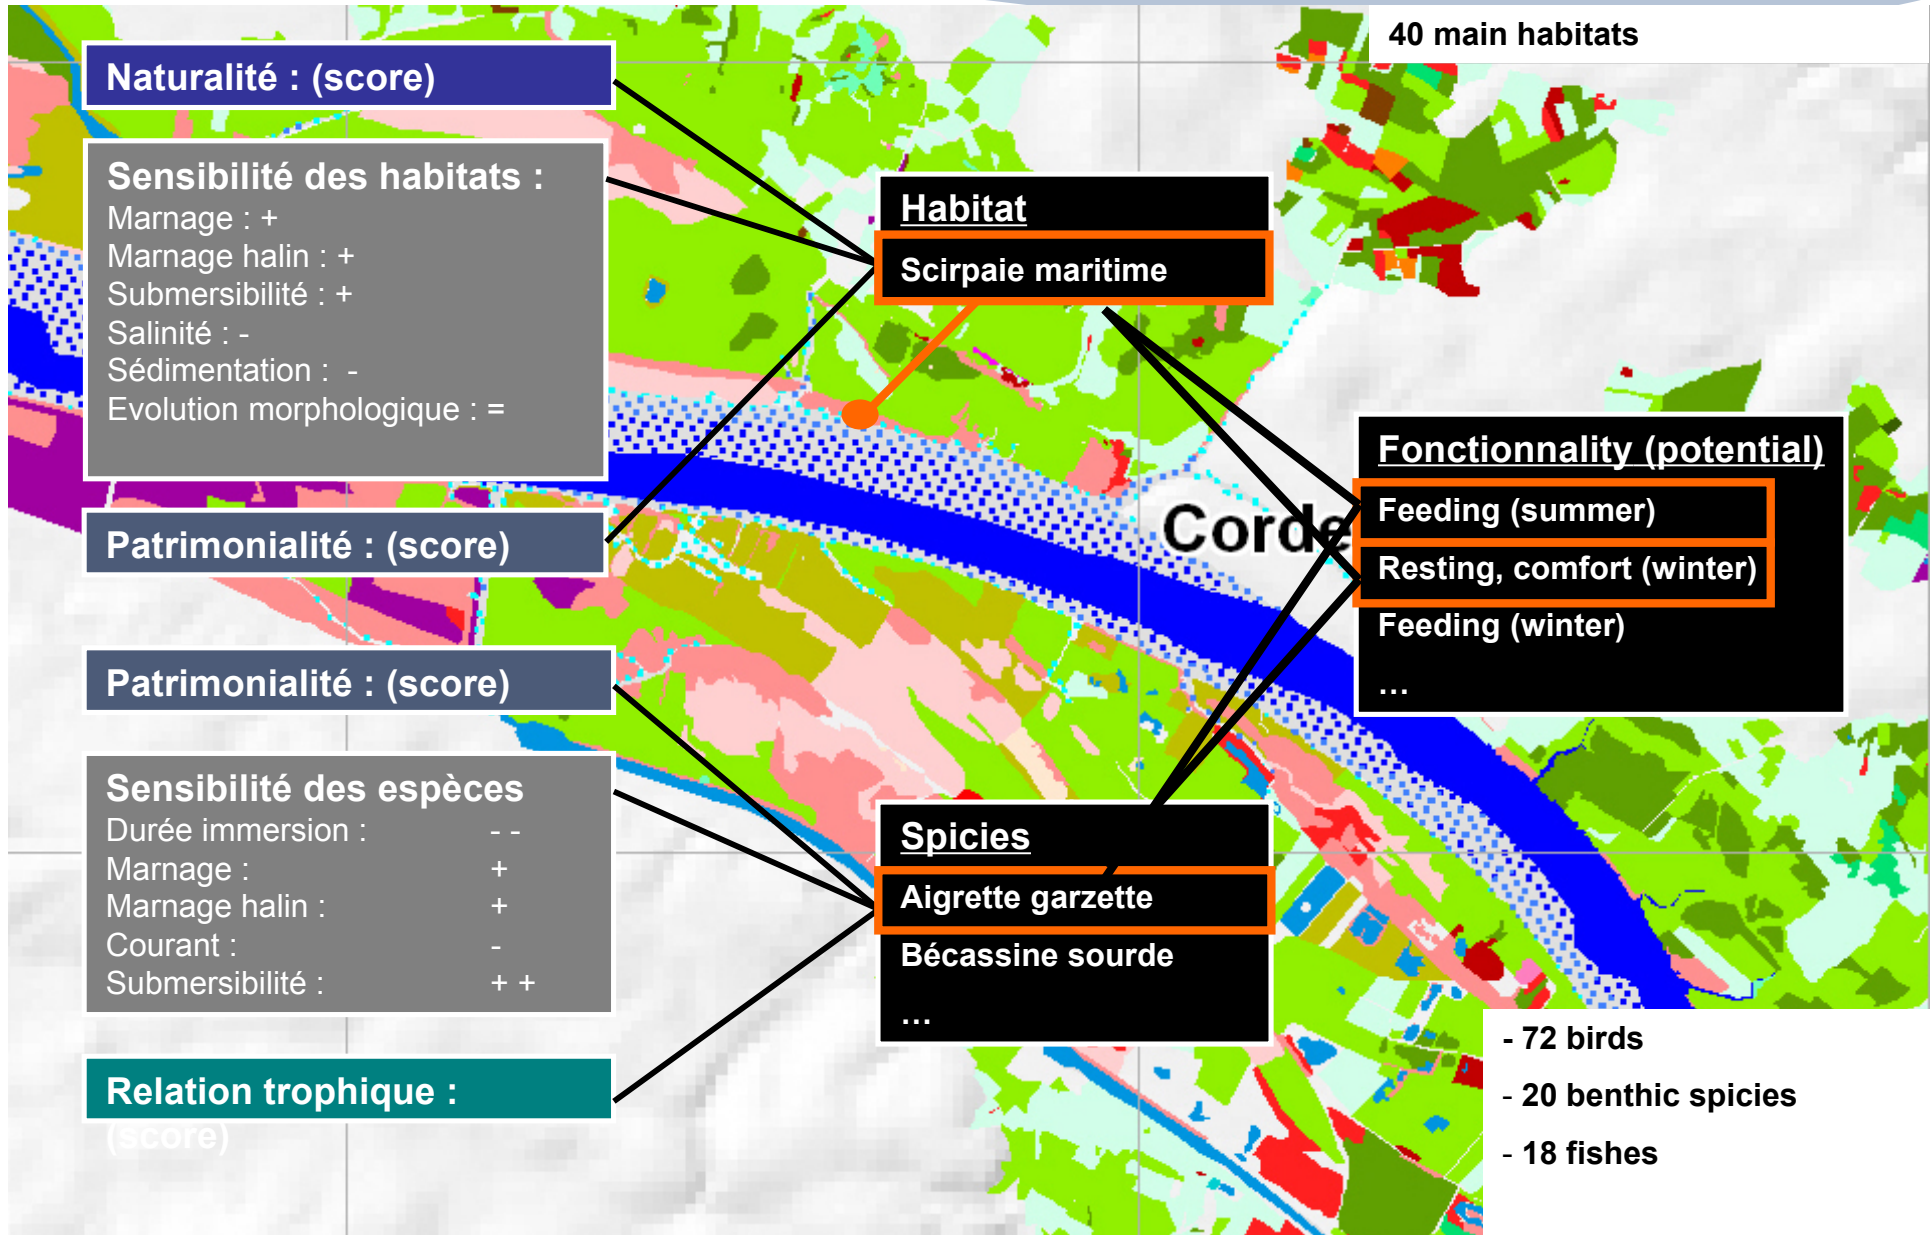 40 main habitats
Naturalité : (score)
Sensibilité des habitats :
Marnage : +
Marnage halin : +
Submersibilité : +
Salinité : -
Sédimentation :  -
Evolution morphologique : =
Patrimonialité : (score)
Habitat
Scirpaie maritime
Corde
Fonctionnality (potential)
Feeding (summer)
Resting, comfort (winter)
Feeding (winter)
…
Patrimonialité : (score)
Sensibilité des espèces
Durée immersion : - -
Marnage : +
Marnage halin : +
Courant : -
Submersibilité : + +
Relation trophique :
(score)
Spicies
Aigrette garzette
Bécassine sourde
…
- 72 birds
- 20 benthic spicies
- 18 fishes